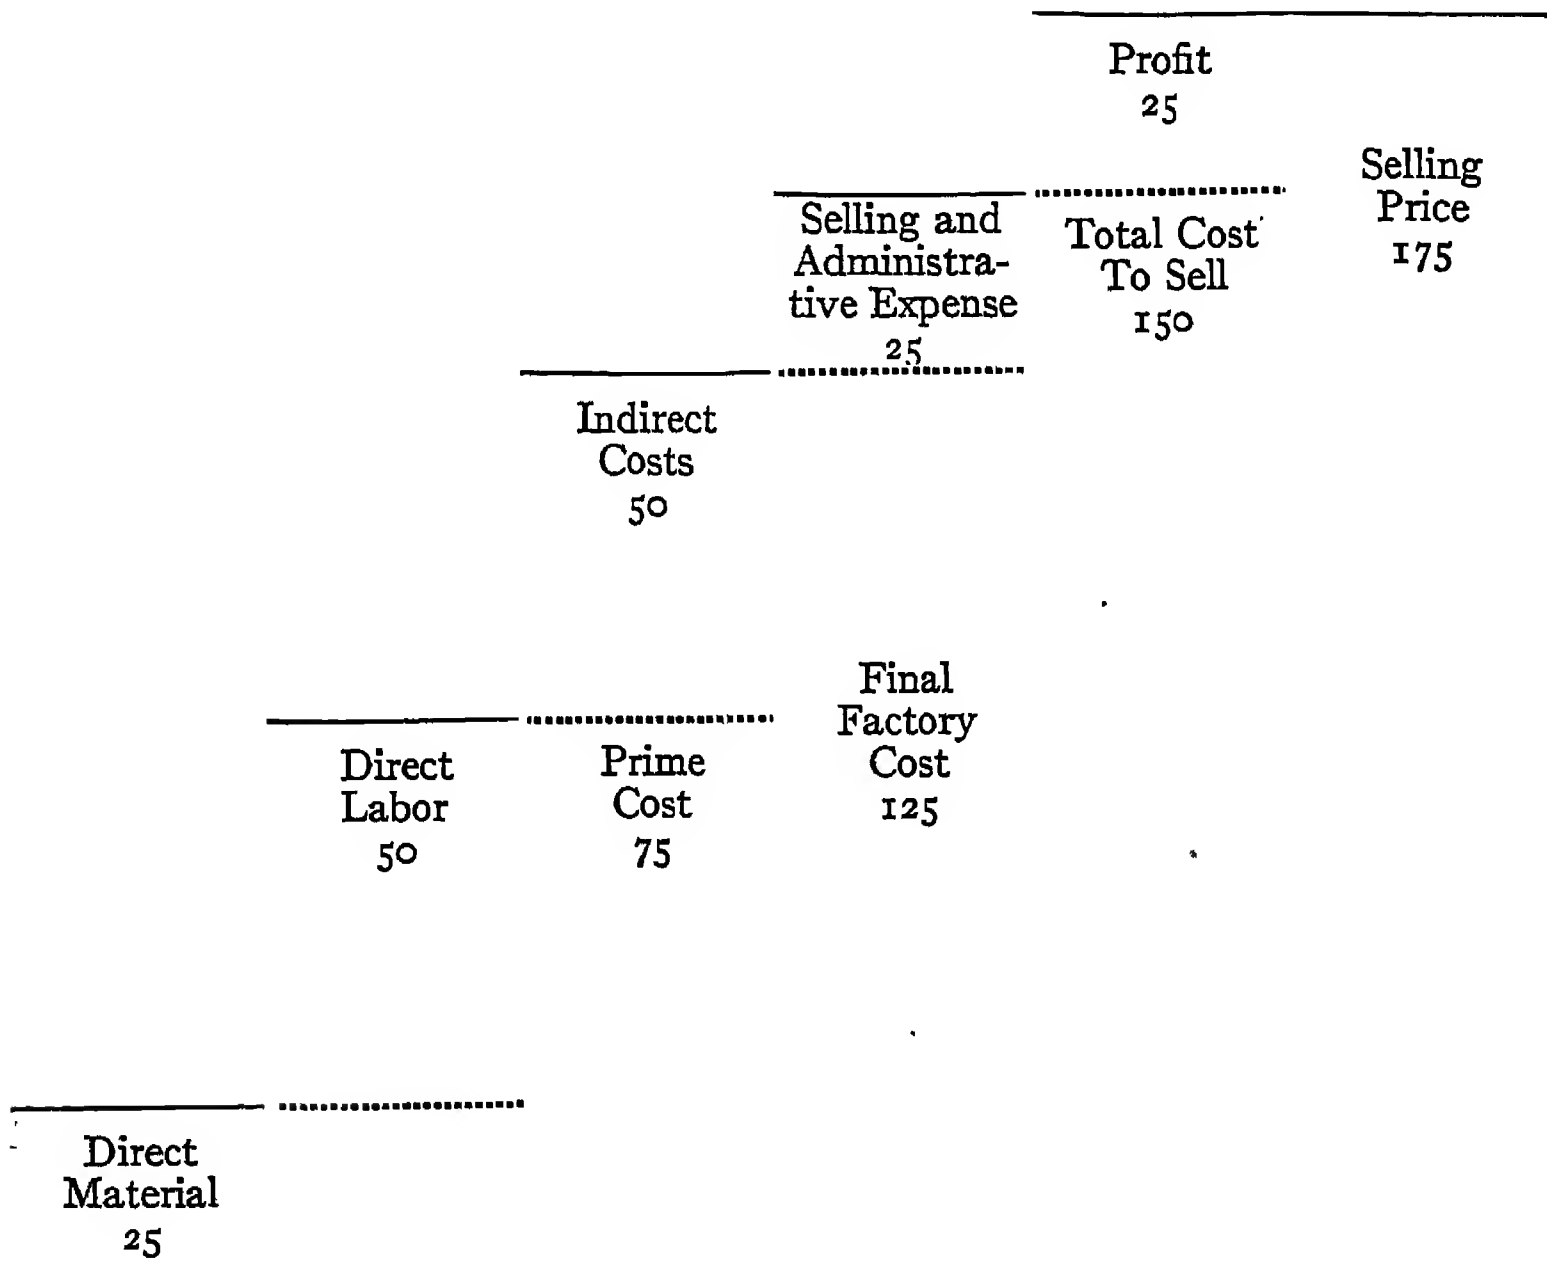 Profit
25
Selling
Price
175
Selling and
Administra-
tive Expense
25
Total Cost
To Sell
150
Indirect
Costs
50
Final
Factory
Cost
125
Direct
Labor
50
Prime
Cost
75
Direct
Material
25